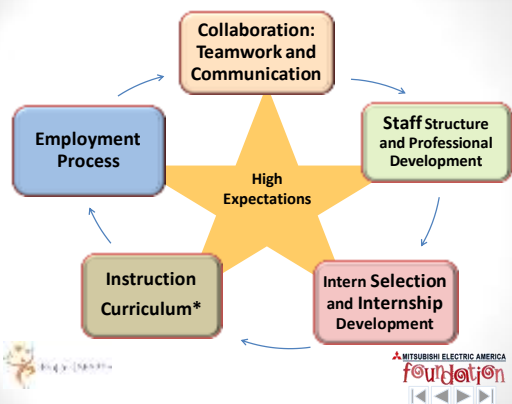 Collaboration:
Teamwork and
Communication
Staff Structure
and Professional
Development
Employment
Process
High
Expectations
Instruction
Curriculum*
Intern Selection
and Internship
Development
MITSUBISHI ELECTRIC AMERICA
foundation